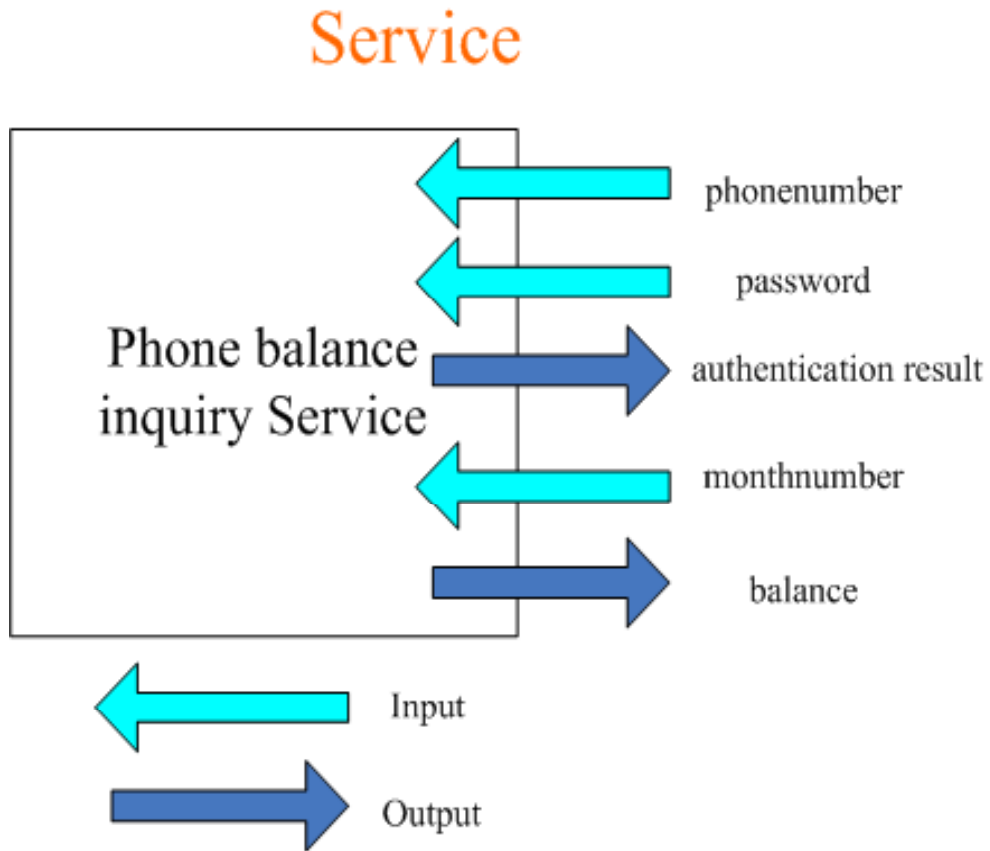 Service
phonenumber
password
Phone balance
inquiry Service
authentication result
monthnumber
balance
Input
Output